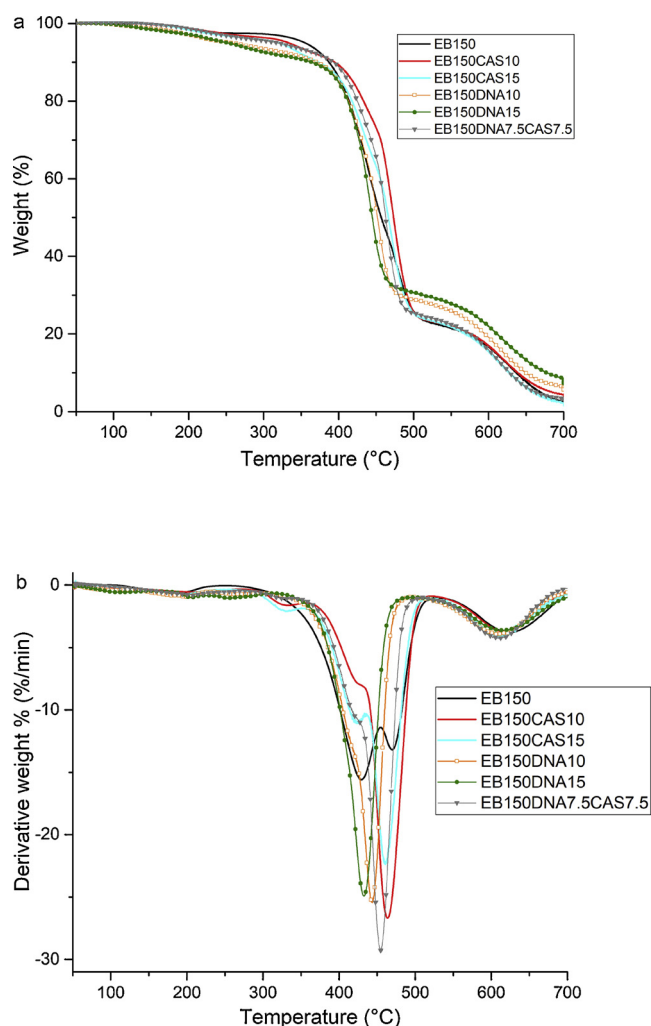 a
100
80
60
40
20
0
Weight (%)
EB150
EB150CAS10
EB150CAS15
EB150DNA10
EB150DNA15
EB150DNA7.5CAS7.5
100 200 300 400 500 600 700
Temperature (°C)
b
0
-10
-20
-30
Derivative weight % (%/min)
EB150
EB150CAS10
EB150CAS15
EB150DNA10
EB150DNA15
EB150DNA7.5CAS7.5
100 200 300 400 500 600 700
Temperature (°C)